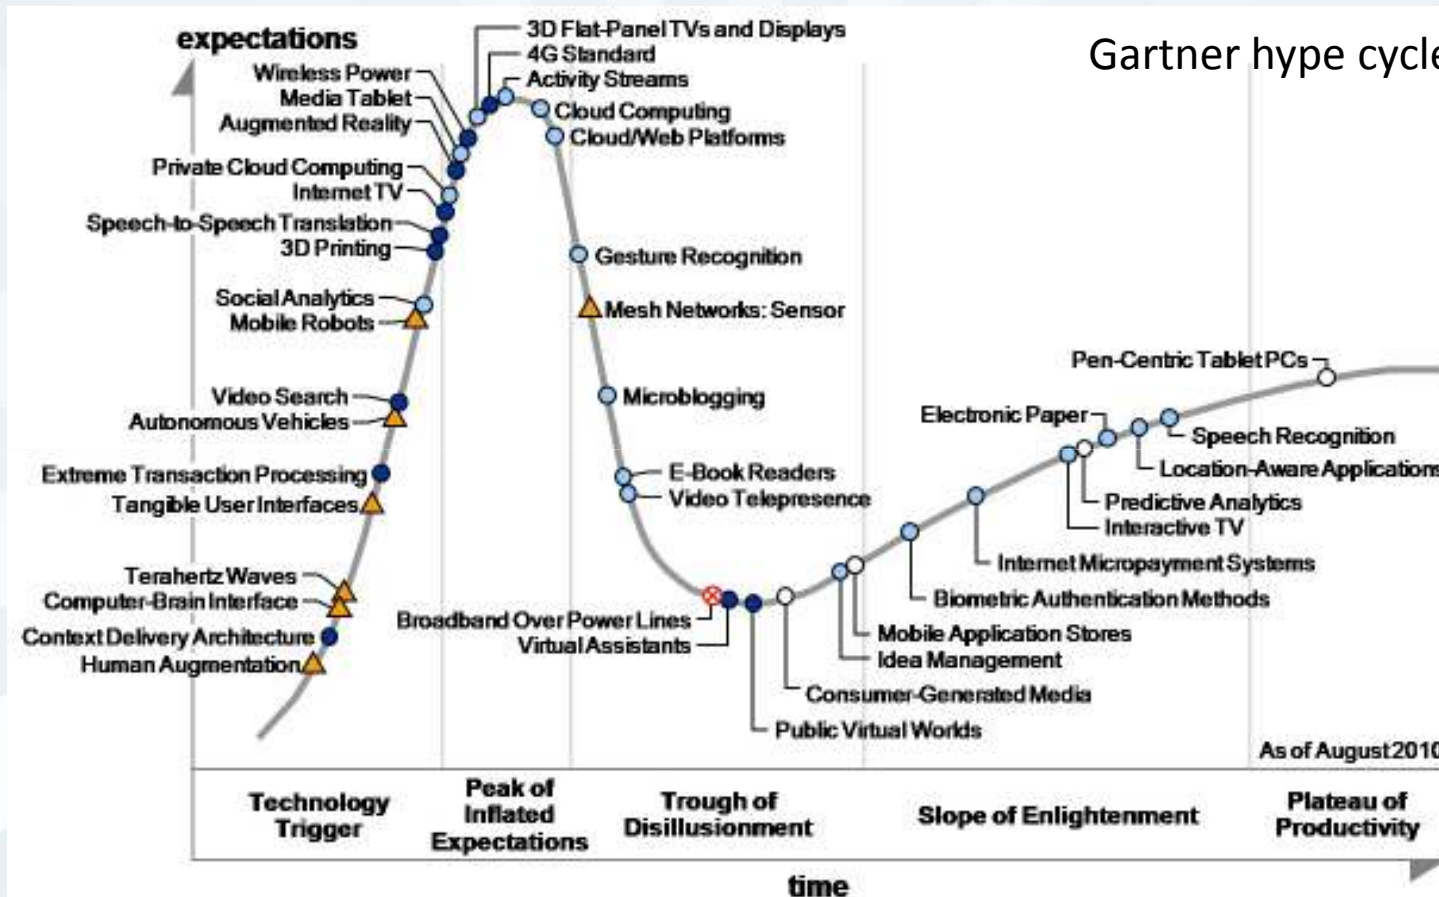 Gartner hype cycle
expectations
3D Flat-Panel TVs and Displays
4G Standard
Activity Streams
Wireless Power
Media Tablet
Augmented Reality
Cloud Computing
Cloud/Web Platforms
Private Cloud Computing
Internet TV
Speech-to-Speech Translation
3D Printing
Gesture Recognition
Social Analytics
Mobile Robots
Mesh Networks: Sensor
Pen-Centric Tablet PCs
Video Search
Autonomous Vehicles
Microblogging
Electronic Paper
Speech Recognition
Location-Aware Applications
Extreme Transaction Processing
Tangible User Interfaces
E-Book Readers
Video Telepresence
Predictive Analytics
Interactive TV
Internet Micropayment Systems
Terahertz Waves
Computer-Brain Interface
Biometric Authentication Methods
Context Delivery Architecture
Human Augmentation
Broadband Over Power Lines
Virtual Assistants
Mobile Application Stores
Idea Management
Consumer-Generated Media
Public Virtual Worlds
As of August 2010
Technology
Trigger
Peak of
Inflated
Expectations
Trough of
Disillusionment
Slope of Enlightenment
Plateau of
Productivity
time